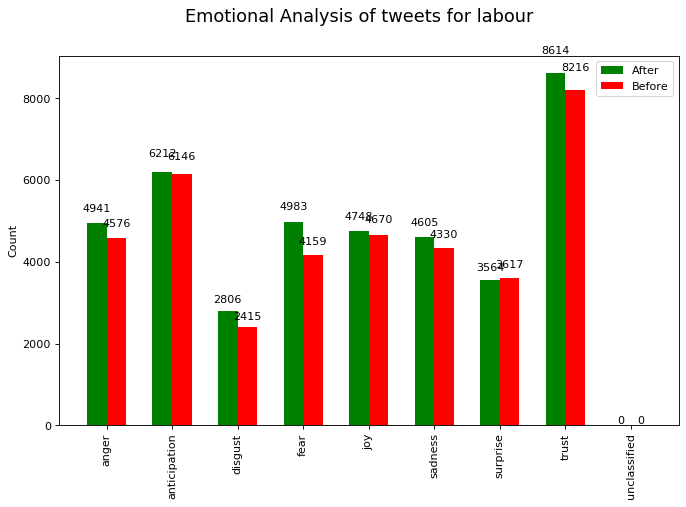 Emotional Analysis of tweets for labour
After
Before
Count
8000
6000
4000
2000
0
4941
4576
6212
6146
2806
2415
4983
4159
4748
4670
4605
4330
3564
3617
8614
8216
0
0
anger
anticipation
disgust
fear
joy
sadness
surprise
trust
unclassified